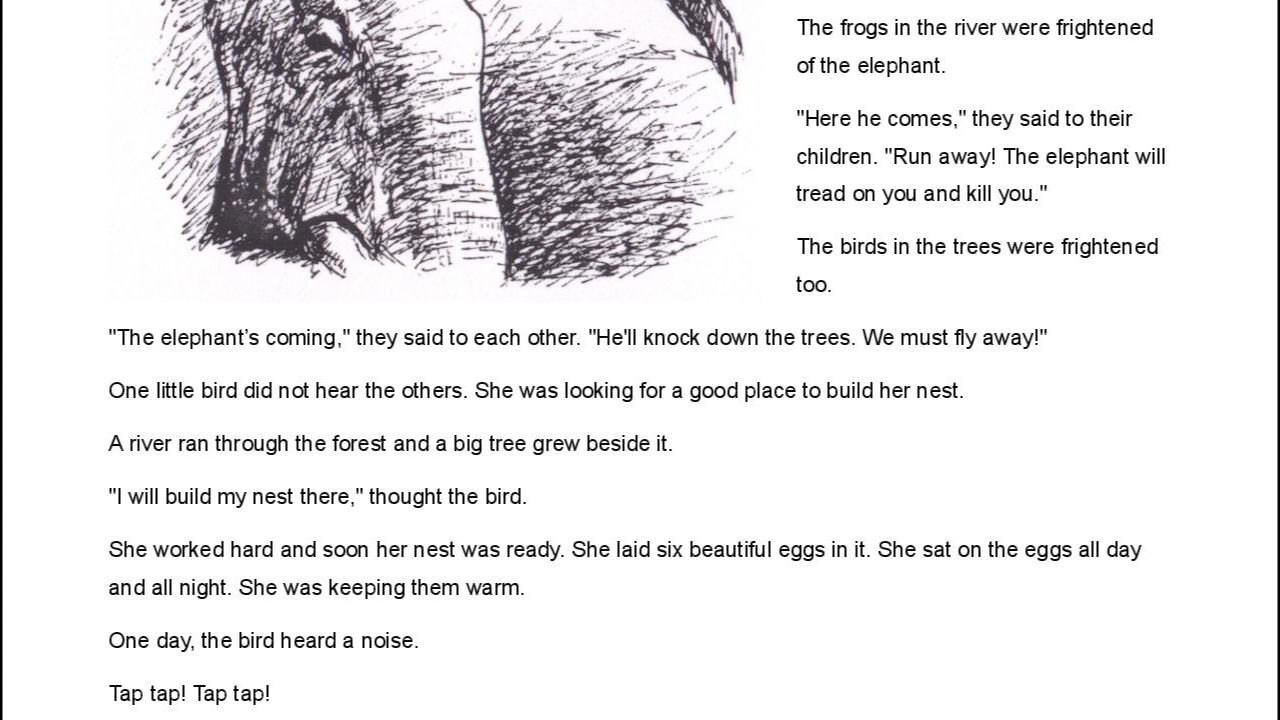 The frogs in the river were frightened
of the elephant.
"Here he comes," they said to their
children. "Run away! The elephant will
tread on you and kill you."
The birds in the trees were frightened
too.
"The elephant’s coming," they said to each other. "He'll knock down the trees. We must fly away!"
One little bird did not hear the others. She was looking for a good place to build her nest.
A river ran through the forest and a big tree grew beside it.
"I will build my nest there," thought the bird.
She worked hard and soon her nest was ready. She laid six beautiful eggs in it. She sat on the eggs all day
and all night. She was keeping them warm.
One day, the bird heard a noise.
Tap tap! Tap tap!